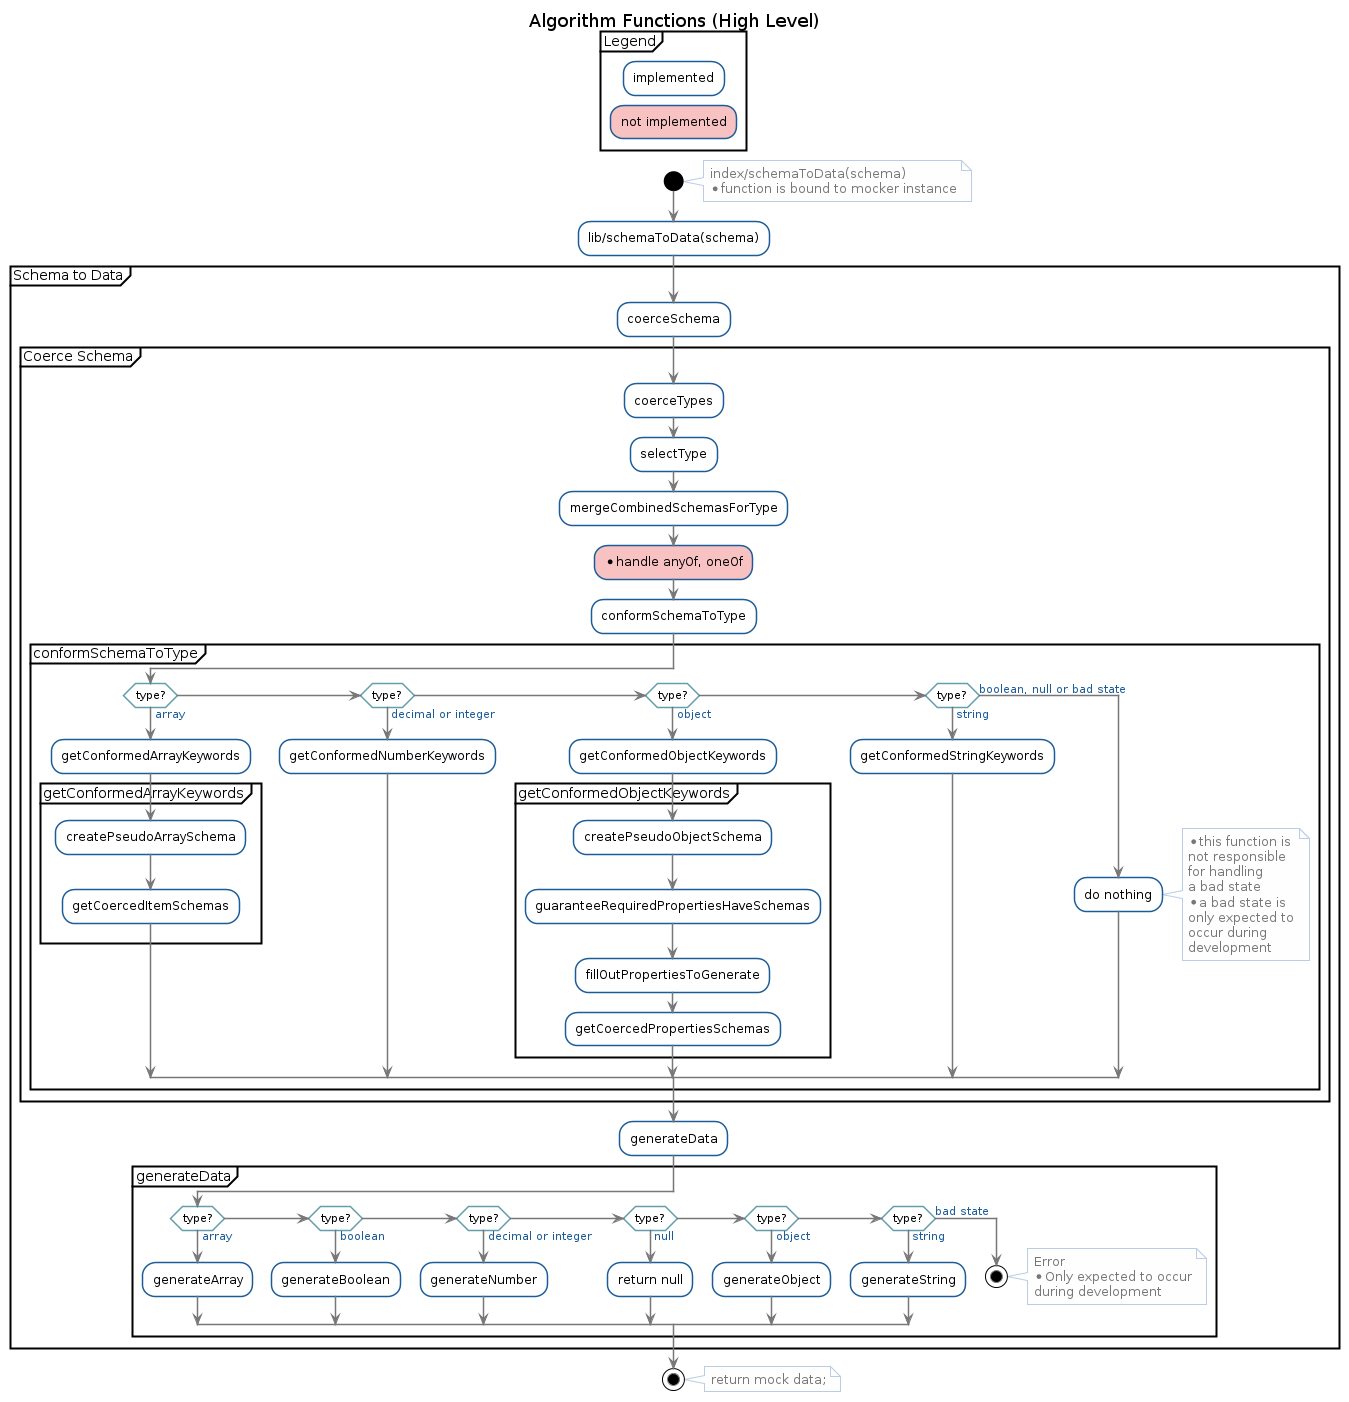 Algorithm Functions (High Level)
Legend
implemented
not implemented
index/schemaToData(schema)
• function is bound to mocker instance
lib/schemaToData(schema)
Schema to Data
coerceSchema
Coerce Schema
coerceTypes
selectType
mergeCombinedSchemasForType
• handle anyOf, oneOf
conformSchemaToType
conformSchemaToType
type?
type?
type?
type?
boolean, null or bad state
array
decimal or integer
object
string
getConformedArrayKeywords
getConformedNumberKeywords
getConformedObjectKeywords
getConformedStringKeywords
getConformedArrayKeywords
getConformedObjectKeywords
createPseudoArraySchema
createPseudoObjectSchema
getCoercedItemSchemas
guaranteeRequiredPropertiesHaveSchemas
fillOutPropertiesToGenerate
getCoercedPropertiesSchemas
do nothing
• this function is
not responsible
for handling
a bad state
• a bad state is
only expected to
occur during
development
generateData
generateData
type?
type?
type?
type?
type?
type?
bad state
array
boolean
decimal or integer
null
object
string
generateArray
generateBoolean
generateNumber
return null
generateObject
generateString
Error
• Only expected to occur
during development
return mock data;